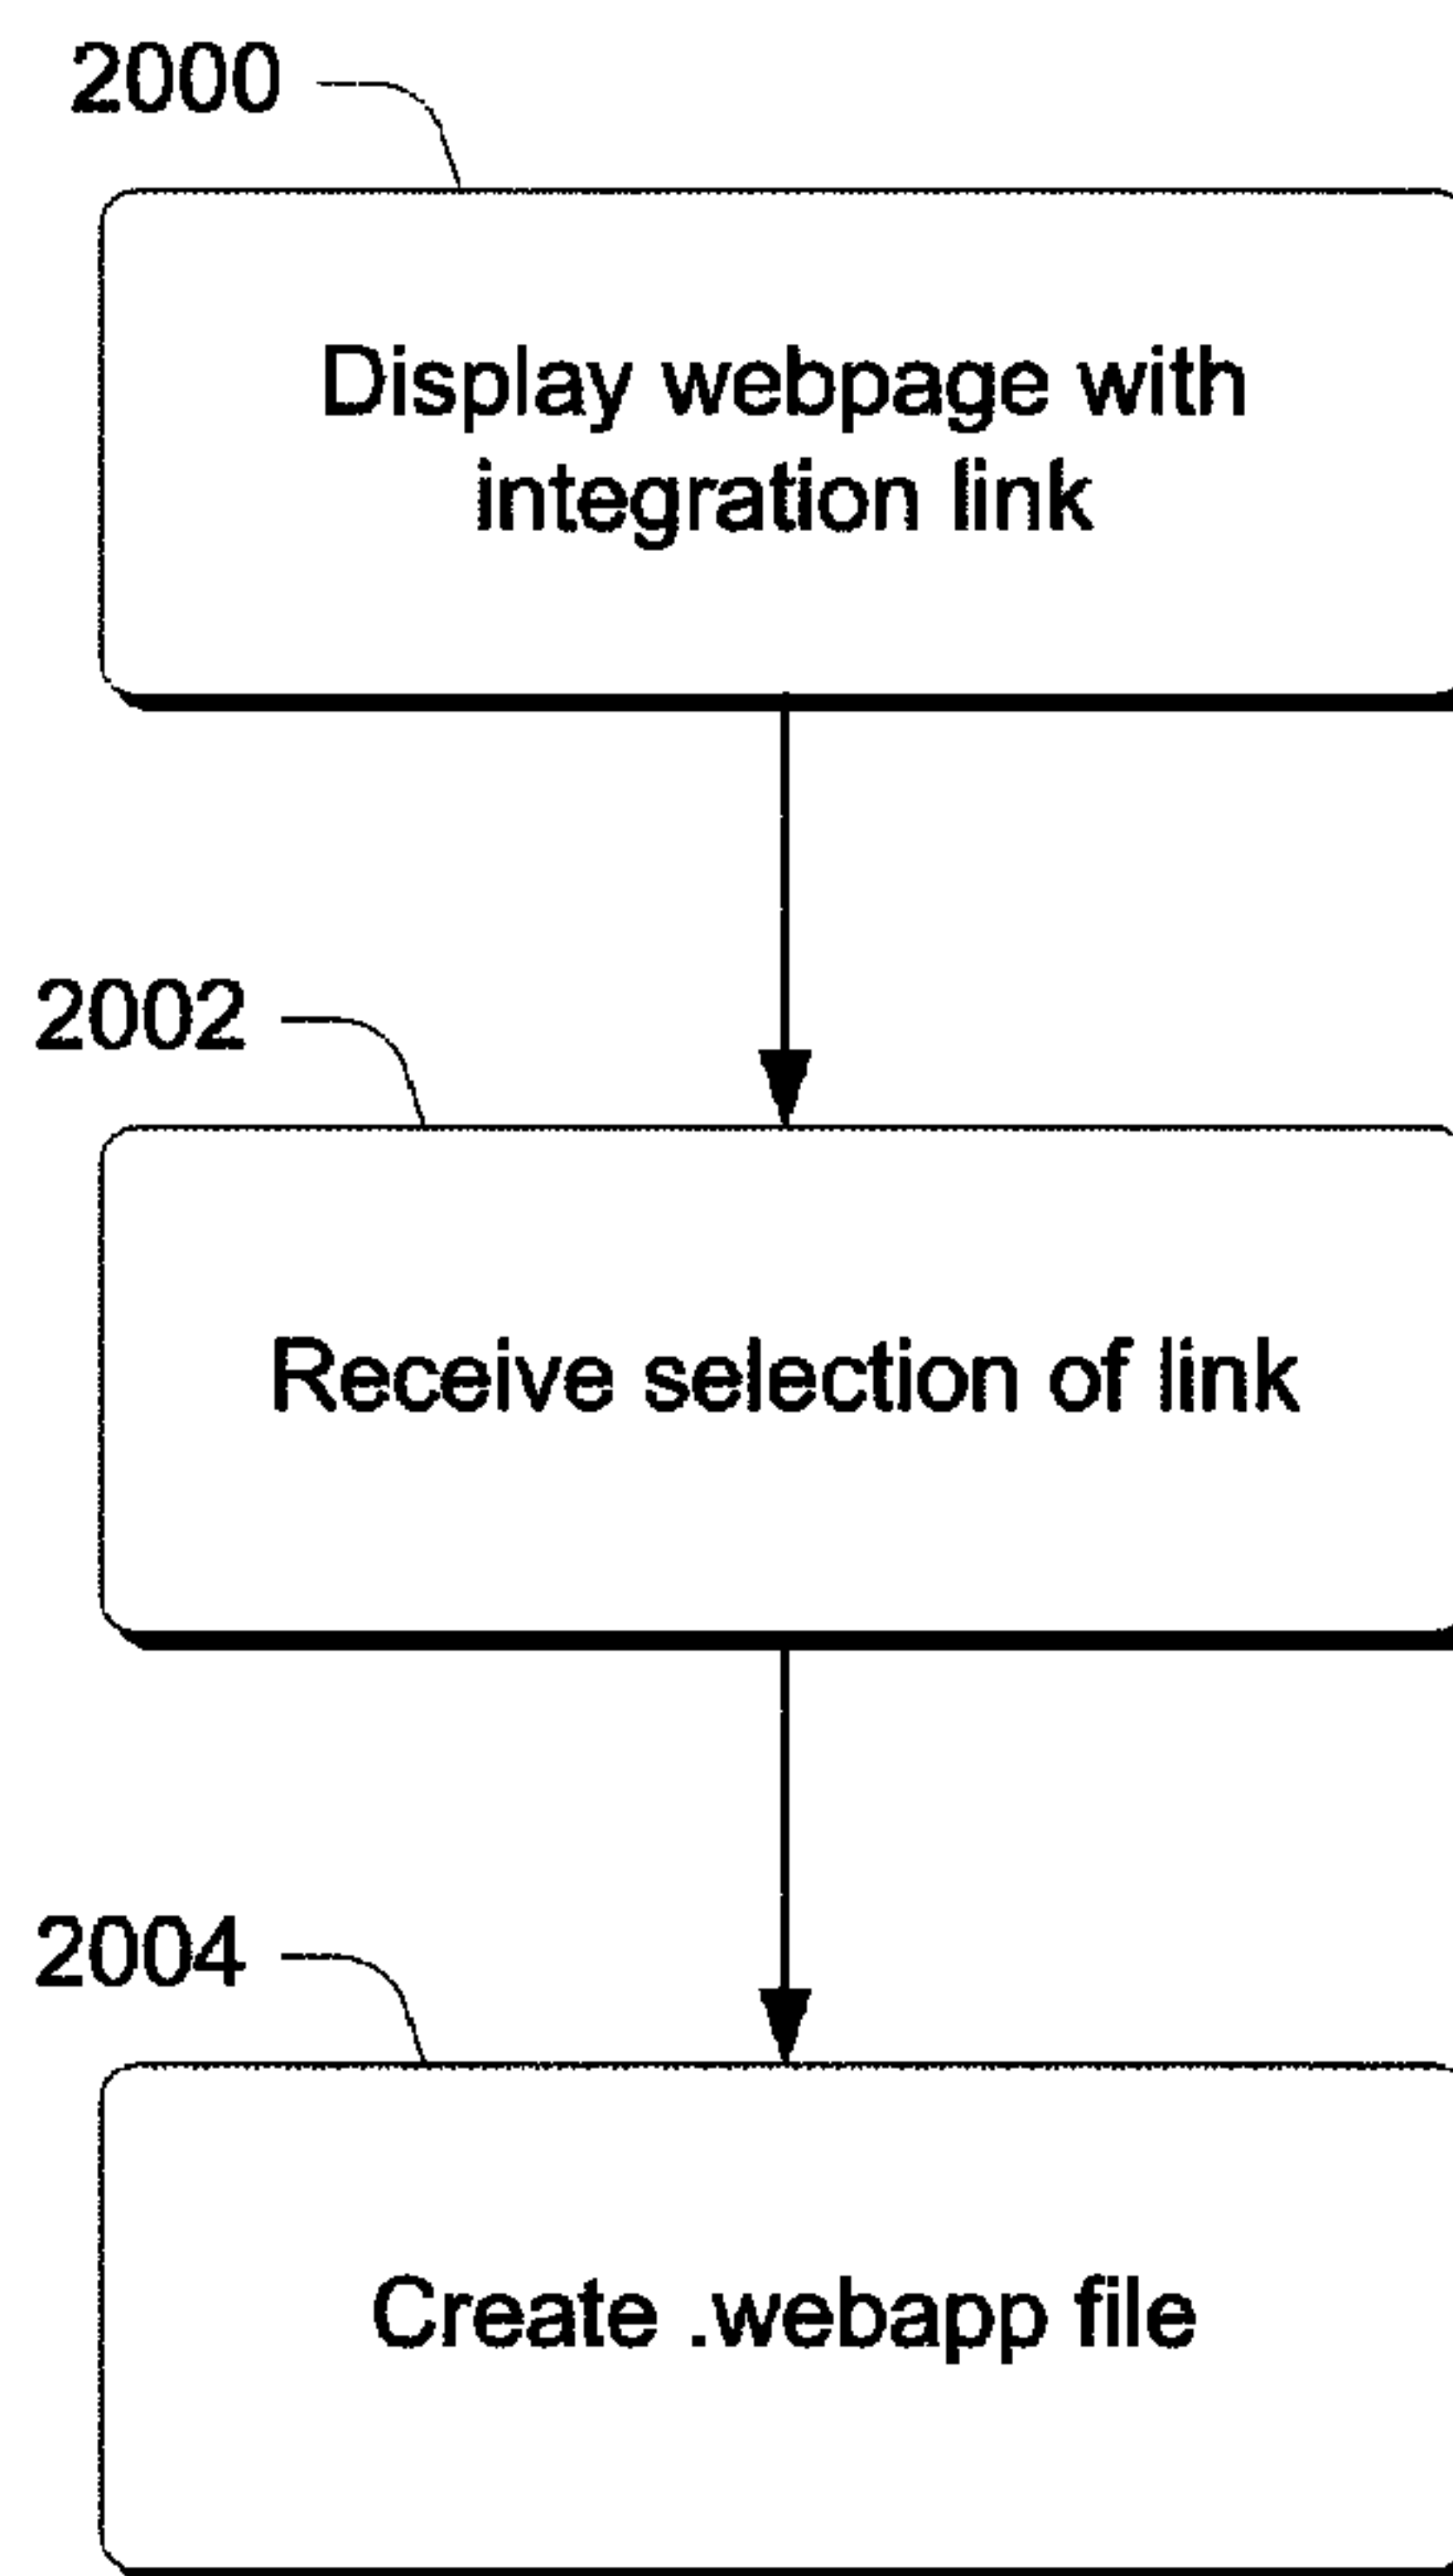 2000
Display webpage with
integration link
2002
Receive selection of link
2004
Create .webapp file